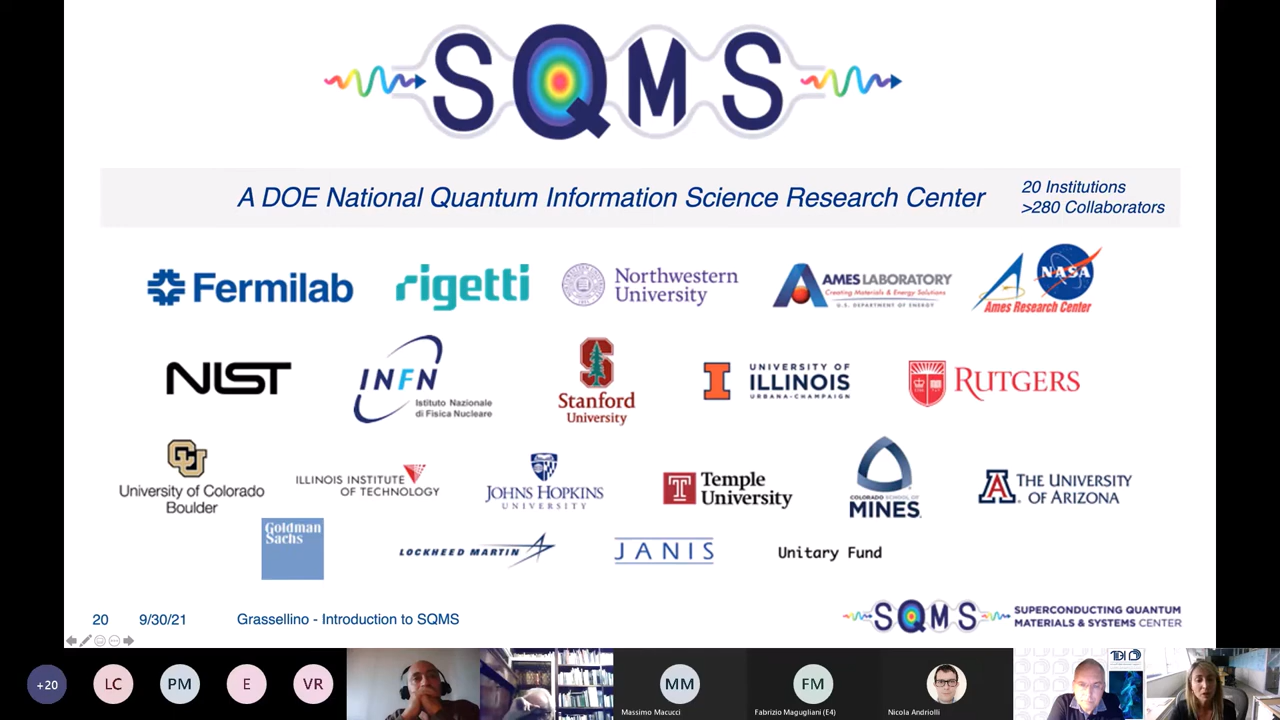 SQMS
A DOE National Quantum Information Science Research Center
20 Institutions
>280 Collaborators
Fermilab
rigetti
Northwestern
University
AMES LABORATORY
Creating Materials & Energy Solutions
U.S. DEPARTMENT OF ENERGY
NASA
Ames Research Center
NIST
INFN
Istituto Nazionale
di Fisica Nucleare
S
Stanford
University
I
UNIVERSITY OF
ILLINOIS
URBANA-CHAMPAIGN
RUTGERS
CU
University of Colorado
Boulder
ILLINOIS INSTITUTE
OF TECHNOLOGY
JOHNS HOPKINS
UNIVERSITY
T
Temple
University
COLORADO SCHOOL OF
MINES
A
THE UNIVERSITY
OF ARIZONA
Goldman
Sachs
LOCKHEED MARTIN
JANIS
Unitary Fund
20
9/30/21
Grassellino - Introduction to SQMS
SQMS
SUPERCONDUCTING QUANTUM
MATERIALS & SYSTEMS CENTER
+20
LC
PM
E
VR
MM
Massimo Macucci
FM
Fabrizio Magugliani (E4)
Nicola Andriolli